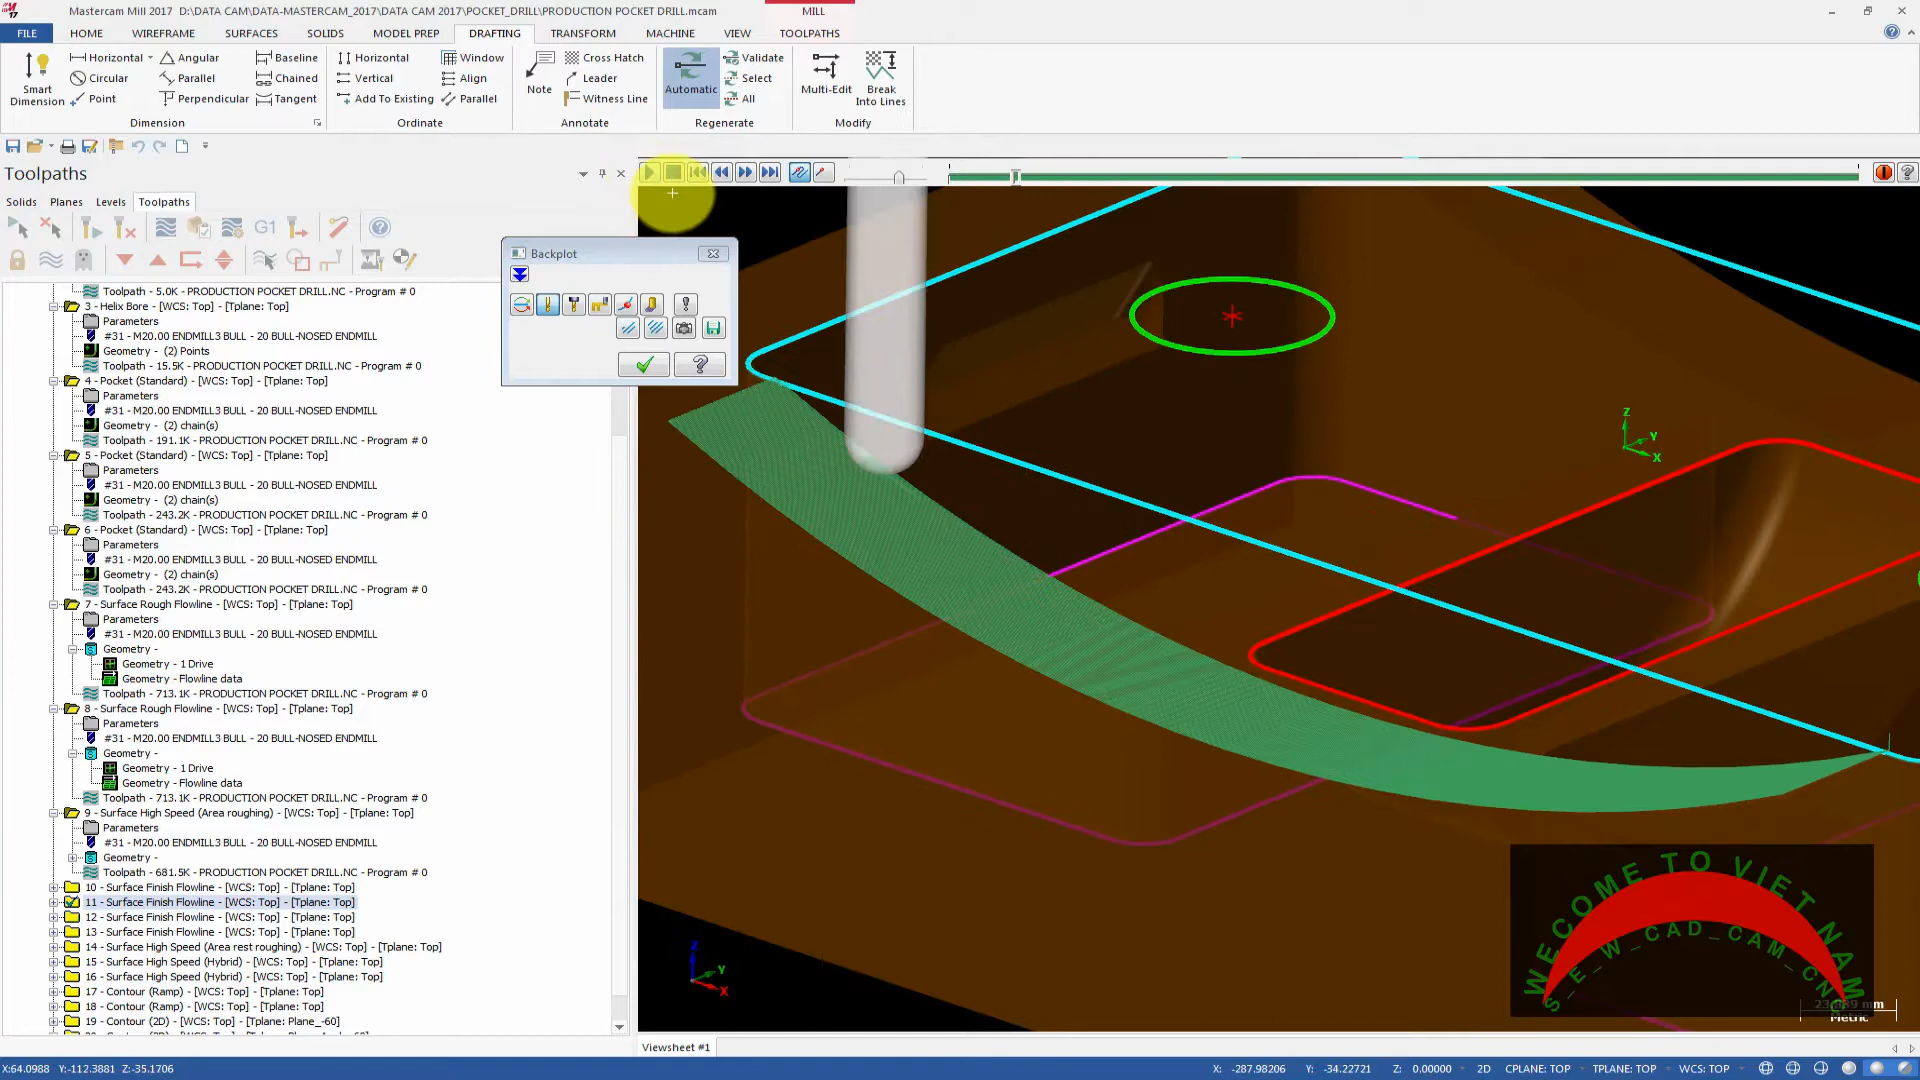 Mastercam Mill 2017 D:\DATA CAM\DATA-MASTERCAM_2017\DATA CAM 2017\POCKET_DRILL\PRODUCTION POCKET DRILL.mcam
MILL
FILE HOME WIREFRAME SURFACES SOLIDS MODEL PREP DRAFTING TRANSFORM MACHINE VIEW TOOLPATHS
Smart Dimension
Horizontal Angular Baseline
Circular Parallel Chained
Point Perpendicular Tangent
Dimension
Horizontal Window
Vertical Align
Add To Existing Parallel
Ordinate
Note
Cross Hatch
Leader
Witness Line
Annotate
Automatic
Validate
Select
All
Regenerate
Multi-Edit
Break Into Lines
Modify
Toolpaths
Solids Planes Levels Toolpaths
G1
Backplot
Toolpath - 5.0K - PRODUCTION POCKET DRILL.NC - Program # 0
3 - Helix Bore - [WCS: Top] - [Tplane: Top]
Parameters
#31 - M20.00 ENDMILL3 BULL - 20 BULL-NOSED ENDMILL
Geometry - (2) Points
Toolpath - 15.5K - PRODUCTION POCKET DRILL.NC - Program # 0
4 - Pocket (Standard) - [WCS: Top] - [Tplane: Top]
Parameters
#31 - M20.00 ENDMILL3 BULL - 20 BULL-NOSED ENDMILL
Geometry - (2) chain(s)
Toolpath - 191.1K - PRODUCTION POCKET DRILL.NC - Program # 0
5 - Pocket (Standard) - [WCS: Top] - [Tplane: Top]
Parameters
#31 - M20.00 ENDMILL3 BULL - 20 BULL-NOSED ENDMILL
Geometry - (2) chain(s)
Toolpath - 243.2K - PRODUCTION POCKET DRILL.NC - Program # 0
6 - Pocket (Standard) - [WCS: Top] - [Tplane: Top]
Parameters
#31 - M20.00 ENDMILL3 BULL - 20 BULL-NOSED ENDMILL
Geometry - (2) chain(s)
Toolpath - 243.2K - PRODUCTION POCKET DRILL.NC - Program # 0
7 - Surface Rough Flowline - [WCS: Top] - [Tplane: Top]
Parameters
#31 - M20.00 ENDMILL3 BULL - 20 BULL-NOSED ENDMILL
Geometry -
Geometry - 1 Drive
Geometry - Flowline data
Toolpath - 713.1K - PRODUCTION POCKET DRILL.NC - Program # 0
8 - Surface Rough Flowline - [WCS: Top] - [Tplane: Top]
Parameters
#31 - M20.00 ENDMILL3 BULL - 20 BULL-NOSED ENDMILL
Geometry -
Geometry - 1 Drive
Geometry - Flowline data
Toolpath - 713.1K - PRODUCTION POCKET DRILL.NC - Program # 0
9 - Surface High Speed (Area roughing) - [WCS: Top] - [Tplane: Top]
Parameters
#31 - M20.00 ENDMILL3 BULL - 20 BULL-NOSED ENDMILL
Geometry -
Toolpath - 681.5K - PRODUCTION POCKET DRILL.NC - Program # 0
10 - Surface Finish Flowline - [WCS: Top] - [Tplane: Top]
11 - Surface Finish Flowline - [WCS: Top] - [Tplane: Top]
12 - Surface Finish Flowline - [WCS: Top] - [Tplane: Top]
13 - Surface Finish Flowline - [WCS: Top] - [Tplane: Top]
14 - Surface High Speed (Area rest roughing) - [WCS: Top] - [Tplane: Top]
15 - Surface High Speed (Hybrid) - [WCS: Top] - [Tplane: Top]
16 - Surface High Speed (Hybrid) - [WCS: Top] - [Tplane: Top]
17 - Contour (Ramp) - [WCS: Top] - [Tplane: Top]
18 - Contour (Ramp) - [WCS: Top] - [Tplane: Top]
19 - Contour (2D) - [WCS: Top] - [Tplane: Plane_-60]
Z Y X
Z Y X
WECOME TO VIET NAM
S_E_W_CAD_CAM_CNS
Metric
Viewsheet #1
X:64.0988 Y:-112.3881 Z:-35.1706
X: -287.98206 Y: -34.22721 Z: 0.00000 2D CPLANE: TOP TPLANE: TOP WCS: TOP